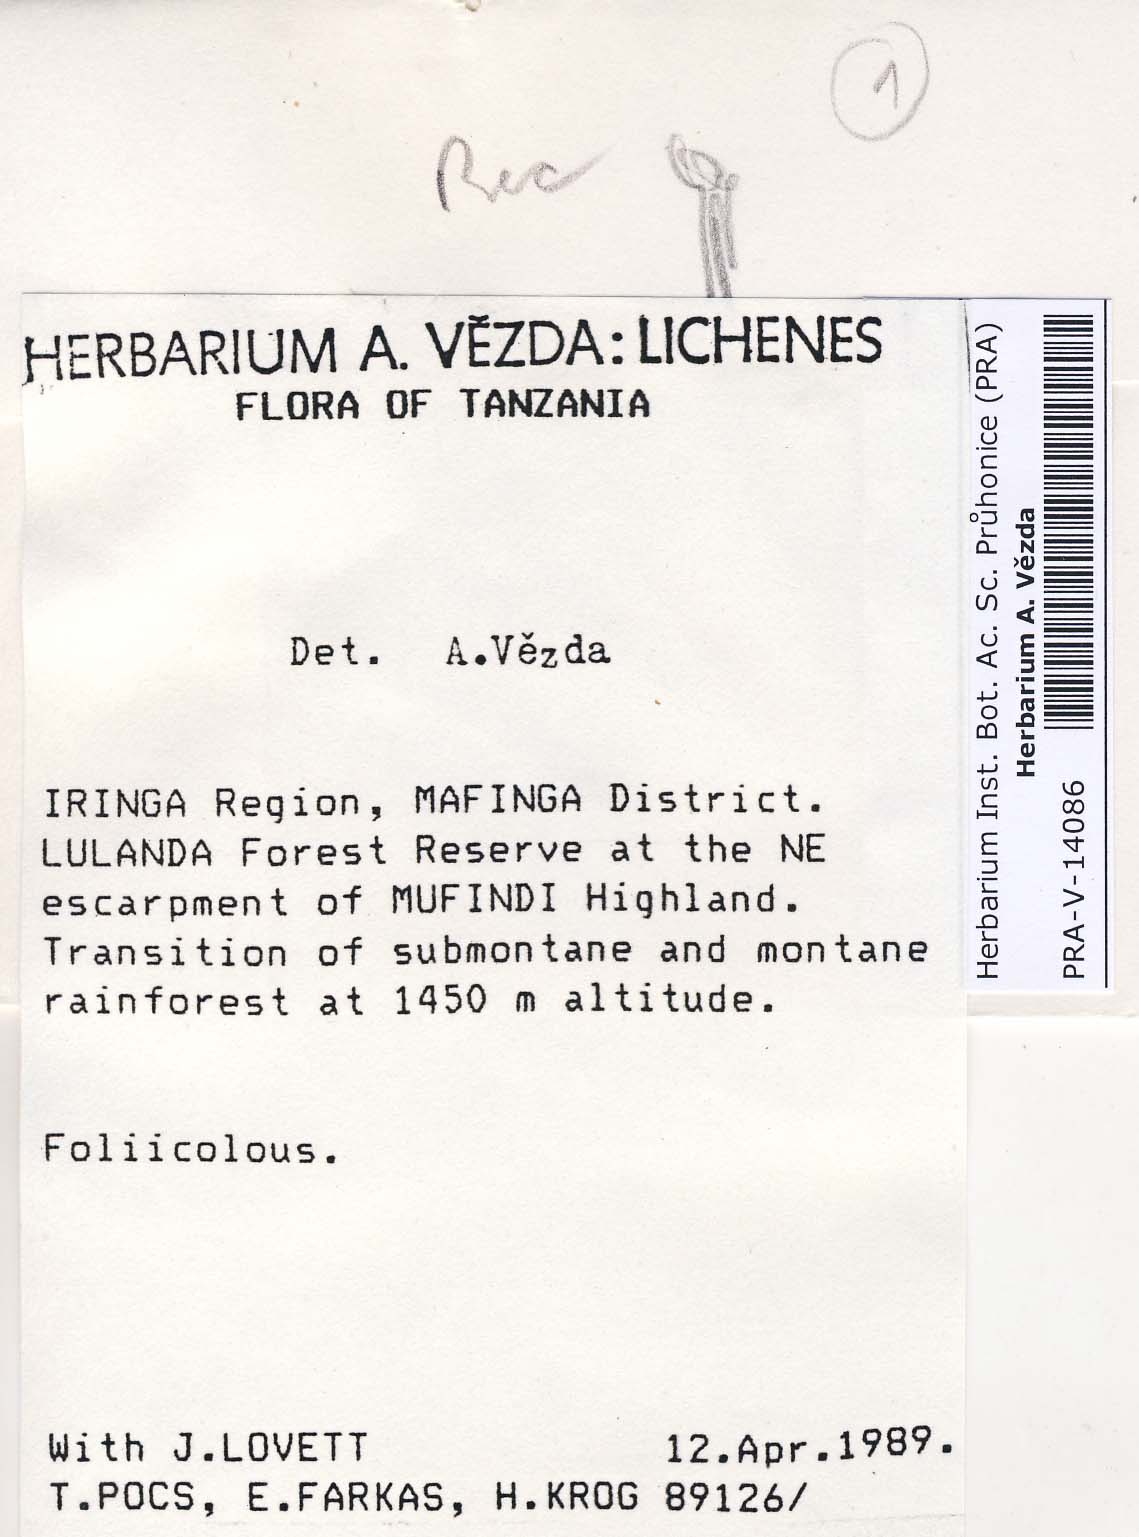 1
HERBARIUM A. VĚZDA: LICHENES
FLORA OF TANZANIA
Det. A.Vězda
IRINGA Region, MAFINGA District.
LULANDA Forest Reserve at the NE
escarpment of MUFINDI Highland.
Transition of submontane and montane
rainforest at 1450 m altitude.
Foliicolous.
With J.LOVETT 12.Apr.1989.
T.POCS, E.FARKAS, H.KROG 89126/
Herbarium Inst. Bot. Ac. Sc. Průhonice (PRA)
Herbarium A. Vězda
PRA-V-14086